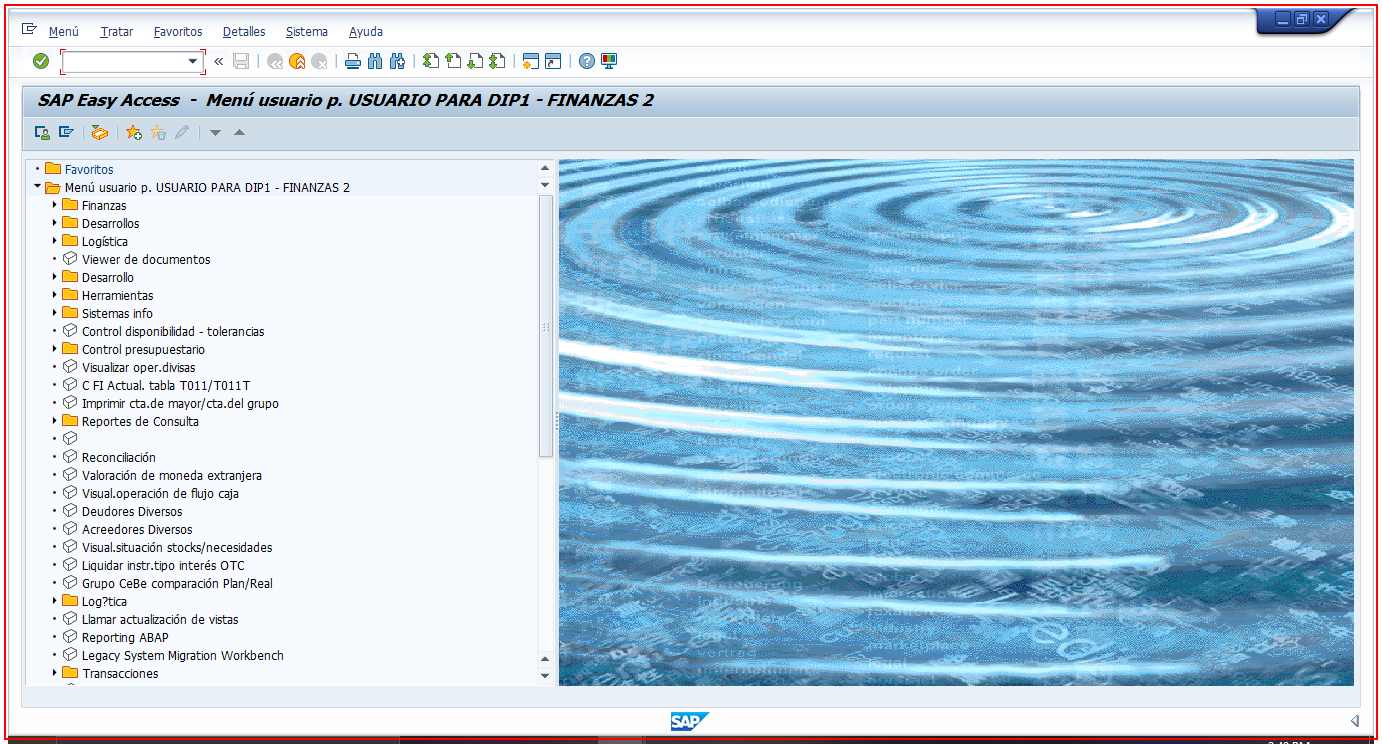 Menú Tratar Favoritos Detalles Sistema Ayuda
SAP Easy Access - Menú usuario p. USUARIO PARA DIP1 - FINANZAS 2
Favoritos
Menú usuario p. USUARIO PARA DIP1 - FINANZAS 2
Finanzas
Desarrollos
Logística
Viewer de documentos
Desarrollo
Herramientas
Sistemas info
Control disponibilidad - tolerancias
Control presupuestario
Visualizar oper.divisas
C FI Actual. tabla T011/T011T
Imprimir cta.de mayor/cta.del grupo
Reportes de Consulta
Reconciliación
Valoración de moneda extranjera
Visual.operación de flujo caja
Deudores Diversos
Acreedores Diversos
Visual.situación stocks/necesidades
Liquidar instr.tipo interés OTC
Grupo CeBe comparación Plan/Real
Log?tica
Llamar actualización de vistas
Reporting ABAP
Legacy System Migration Workbench
Transacciones
SAP